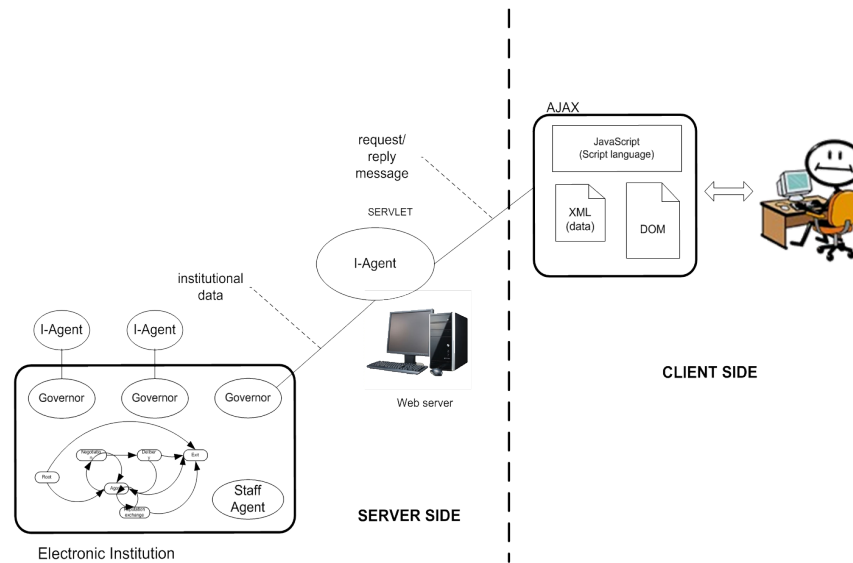 AJAX
JavaScript
(Script language)
XML
(data)
DOM
request/
reply
message
SERVLET
I-Agent
institutional
data
I-Agent
I-Agent
Governor
Governor
Governor
Web server
CLIENT SIDE
Exit
Root
exchange
Staff
Agent
SERVER SIDE
Electronic Institution